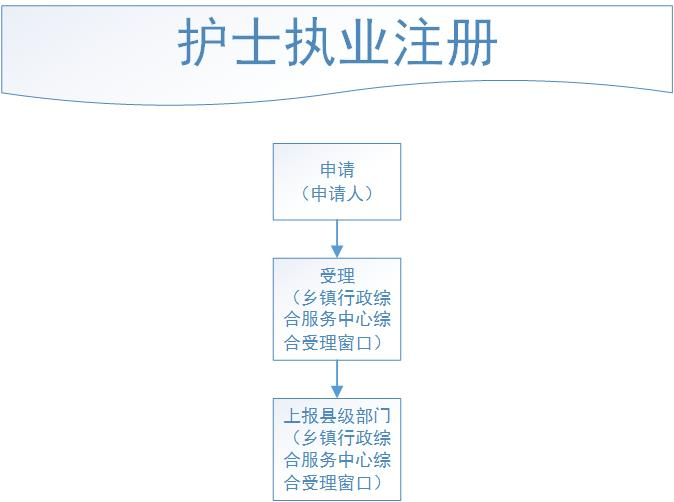 护士执业注册
申请
（申请人）
受理
（乡镇行政综
合服务中心综
合受理窗口）
上报县级部门
（乡镇行政综
合服务中心综
合受理窗口）